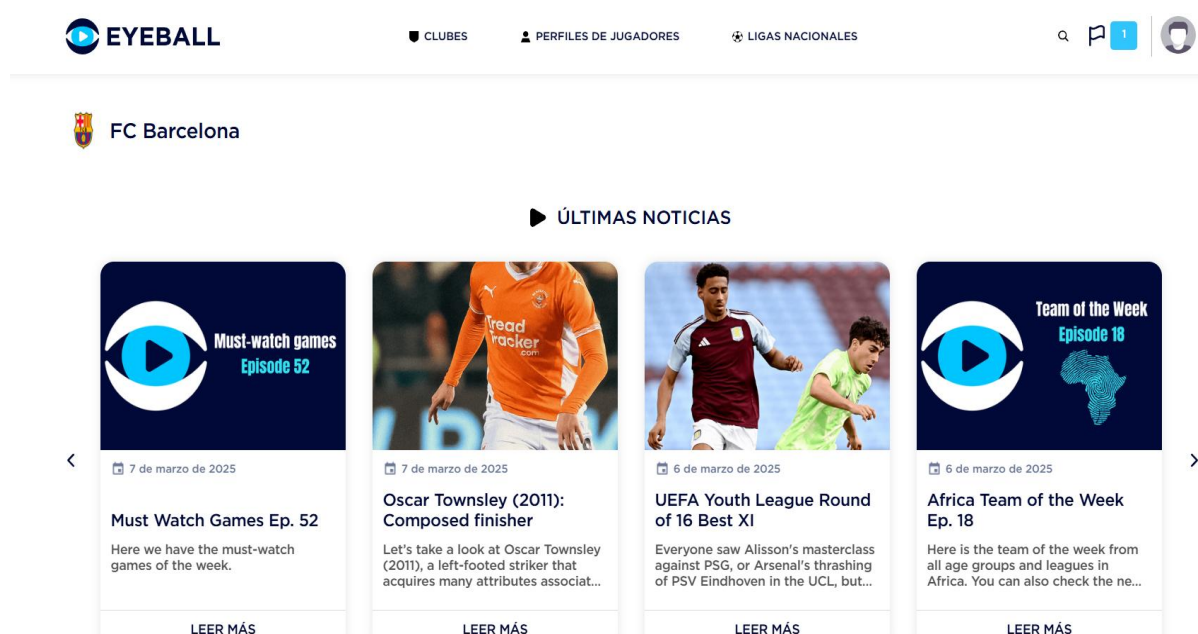 EYEBALL
CLUBES
PERFILES DE JUGADORES
LIGAS NACIONALES
1
FC Barcelona
ÚLTIMAS NOTICIAS
Must-watch games
Episode 52
Tread
Tracker
.com
Team of the Week
Episode 18
7 de marzo de 2025
7 de marzo de 2025
6 de marzo de 2025
6 de marzo de 2025
Must Watch Games Ep. 52
Here we have the must-watch
games of the week.
LEER MÁS
Oscar Townsley (2011):
Composed finisher
Let's take a look at Oscar Townsley
(2011), a left-footed striker that
acquires many attributes associat...
LEER MÁS
UEFA Youth League Round
of 16 Best XI
Everyone saw Alisson's masterclass
against PSG, or Arsenal's thrashing
of PSV Eindhoven in the UCL, but...
LEER MÁS
Africa Team of the Week
Ep. 18
Here is the team of the week from
all age groups and leagues in
Africa. You can also check the ne...
LEER MÁS